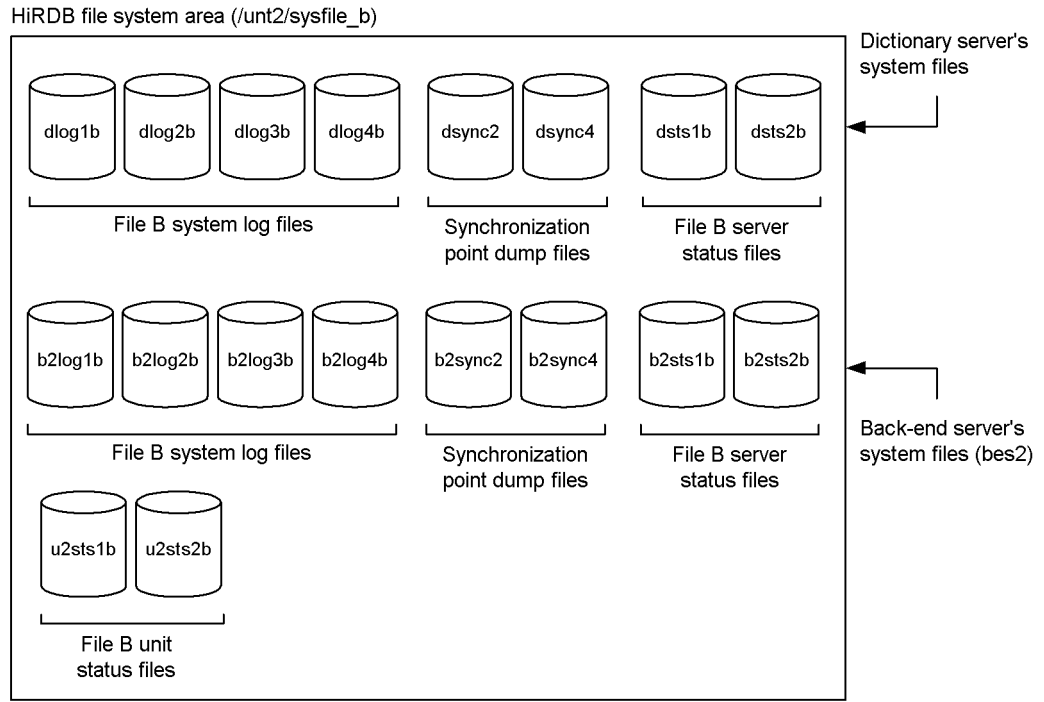 HiRDB file system area (/unt2/sysfile_b)
Dictionary server's
system files
dlog1b dlog2b dlog3b dlog4b dsync2 dsync4 dsts1b dsts2b
File B system log files
Synchronization
point dump files
File B server
status files
b2log1b b2log2b b2log3b b2log4b b2sync2 b2sync4 b2sts1b b2sts2b
Back-end server's
system files (bes2)
File B system log files
Synchronization
point dump files
File B server
status files
u2sts1b u2sts2b
File B unit
status files